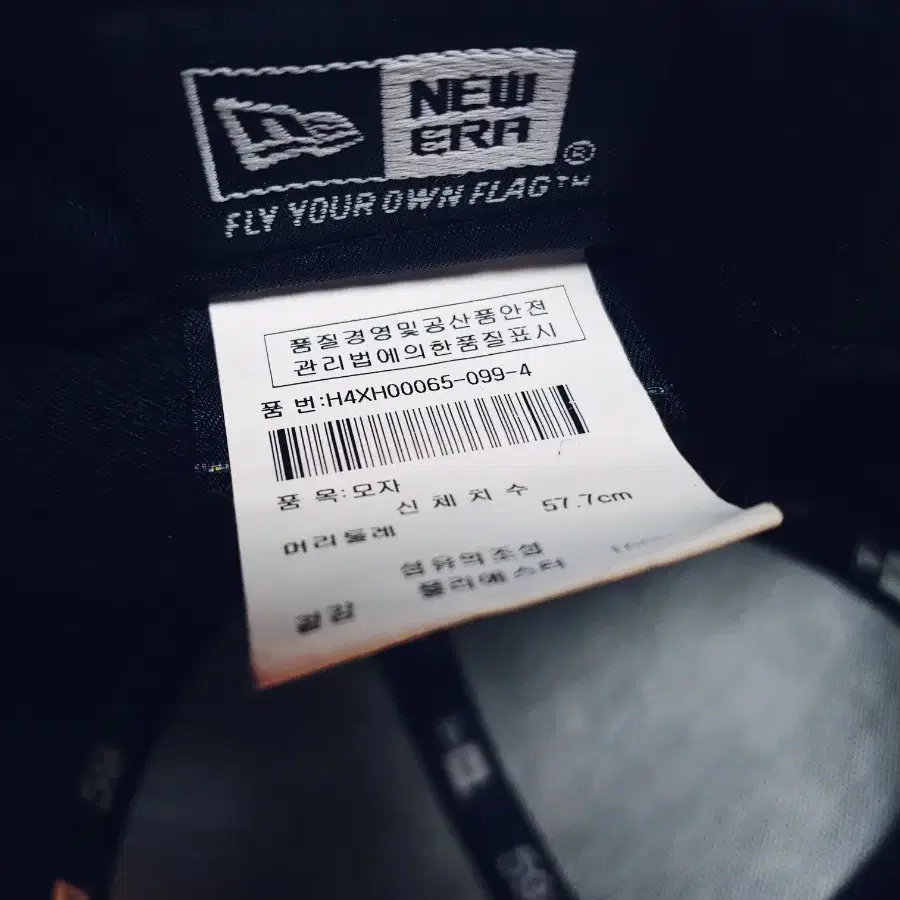 NEW
ERA
®
FLY YOUR OWN FLAG™
품질경영및공산품안전
관리법에의한품질표시
품 번:H4XH00065-099-4
품 목:모자
신 체 치 수
머리둘레 57.7cm
섬유의조성
겉감 폴리에스터